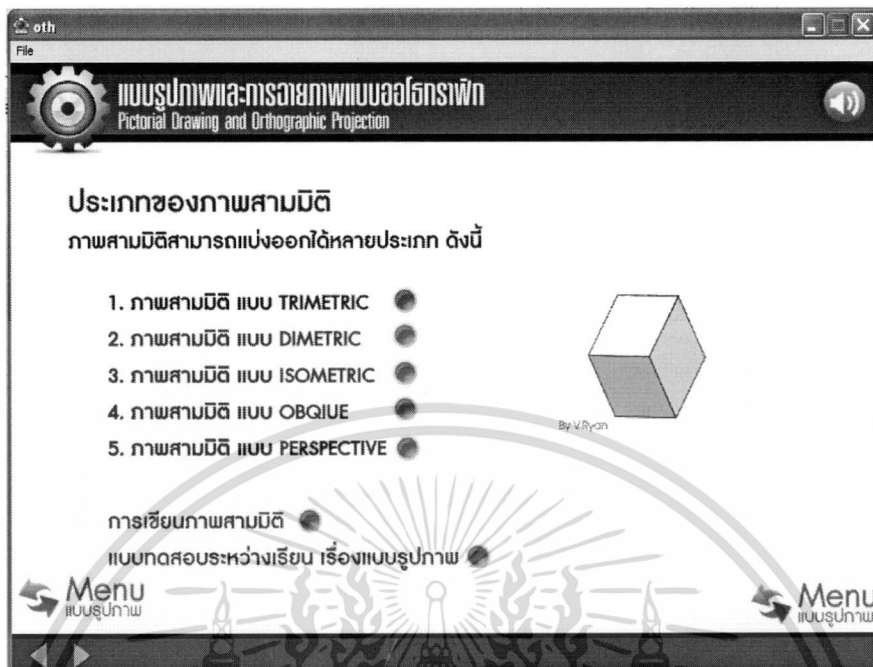 oth
File
แบบรูปภาพและการฉายภาพแบบออโธกราฟิก
Pictorial Drawing and Orthographic Projection
ประเภทของภาพสามมิติ
ภาพสามมิติสามารถแบ่งออกได้หลายประเภท ดังนี้
1. ภาพสามมิติ แบบ TRIMETRIC
2. ภาพสามมิติ แบบ DIMETRIC
3. ภาพสามมิติ แบบ ISOMETRIC
4. ภาพสามมิติ แบบ OBQIUE
5. ภาพสามมิติ แบบ PERSPECTIVE
By V.Ryan
การเขียนภาพสามมิติ
แบบทดสอบระหว่างเรียน เรื่องแบบรูปภาพ
Menu
แบบรูปภาพ
Menu
แบบรูปภาพ